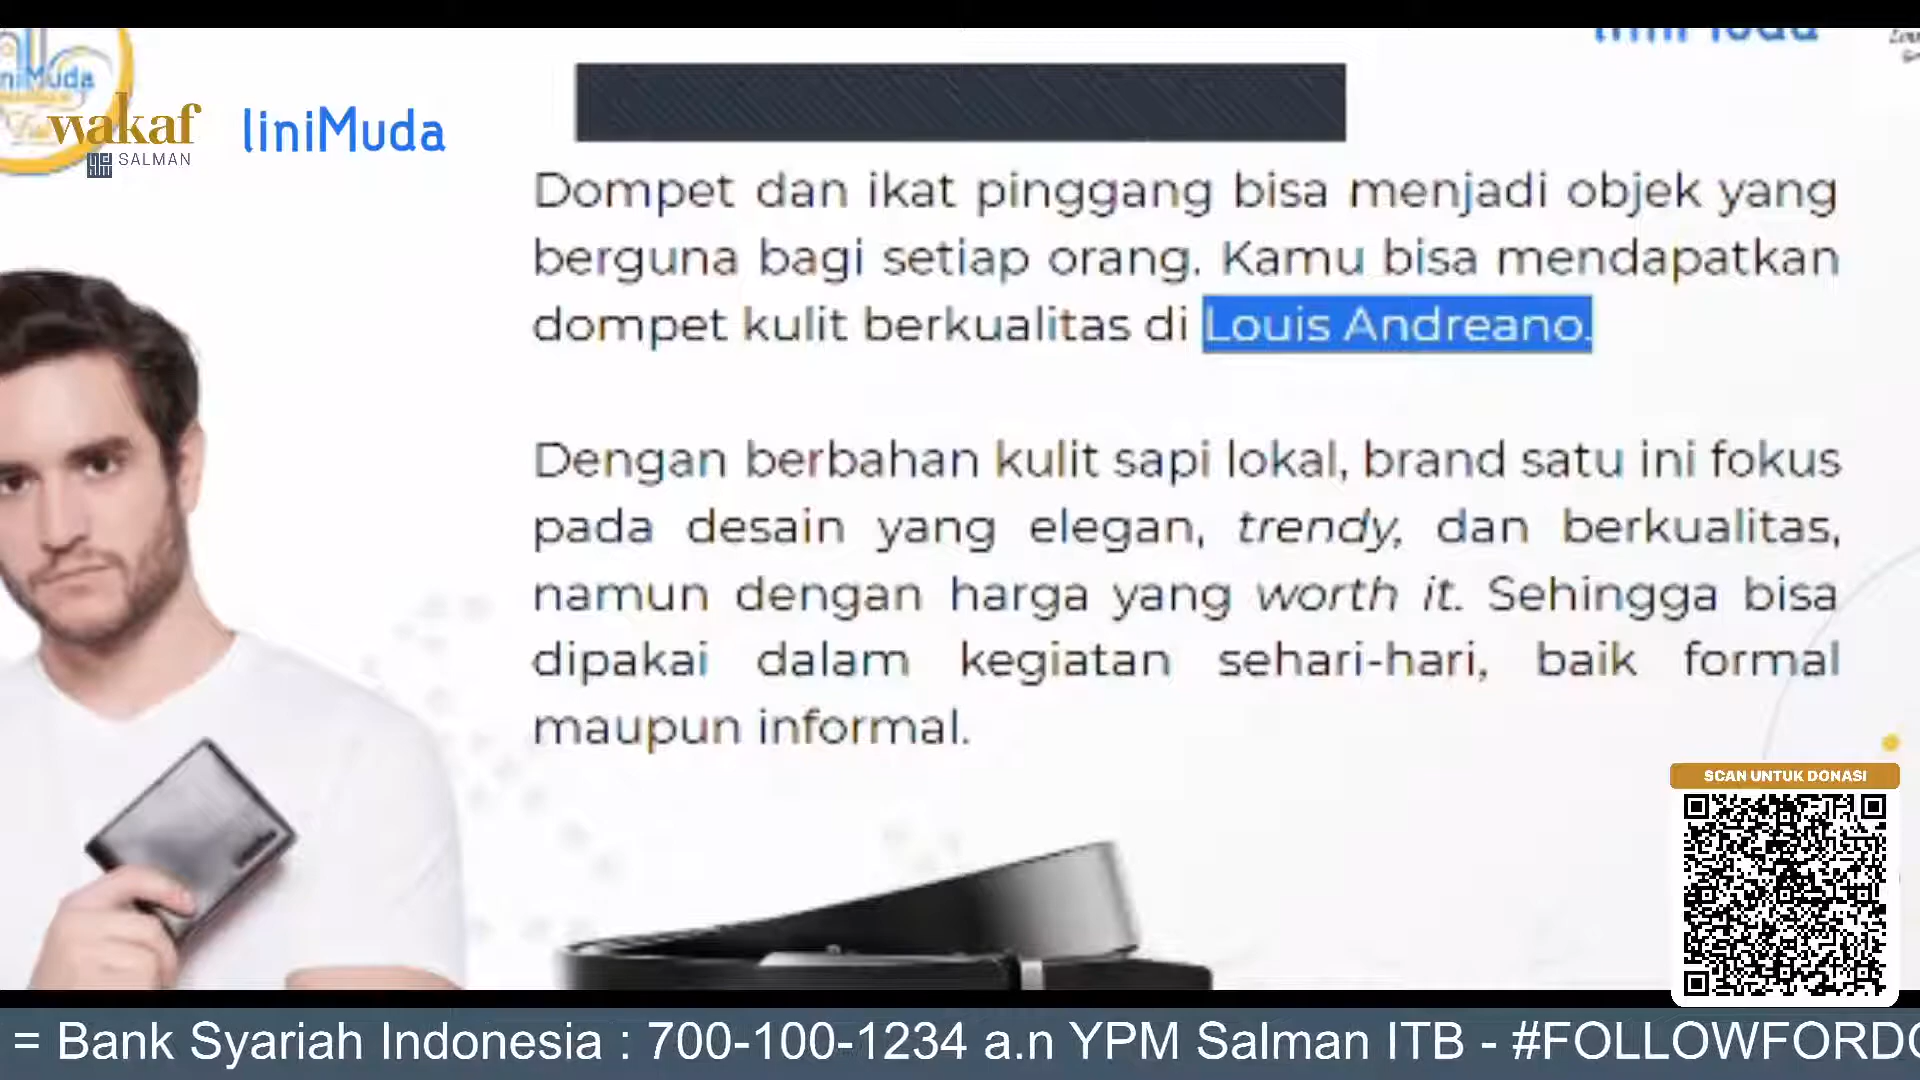 liniMuda
wakaf
SALMAN
liniMuda
Dompet dan ikat pinggang bisa menjadi objek yang
berguna bagi setiap orang. Kamu bisa mendapatkan
dompet kulit berkualitas di Louis Andreano.
Dengan berbahan kulit sapi lokal, brand satu ini fokus
pada desain yang elegan, trendy, dan berkualitas,
namun dengan harga yang worth it. Sehingga bisa
dipakai dalam kegiatan sehari-hari, baik formal
maupun informal.
SCAN UNTUK DONASI
= Bank Syariah Indonesia : 700-100-1234 a.n YPM Salman ITB - #FOLLOWFORDO